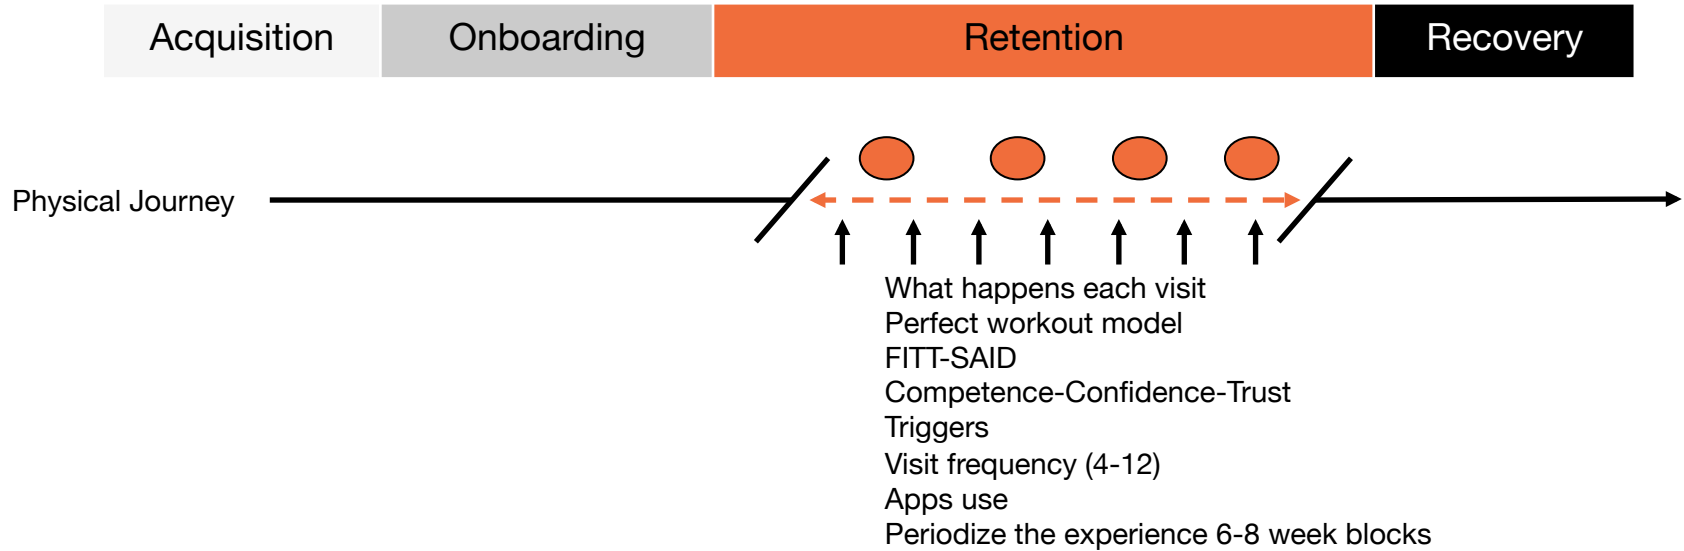 Acquisition
Onboarding
Retention
Recovery
Physical Journey
What happens each visit
Perfect workout model
FITT-SAID
Competence-Confidence-Trust
Triggers
Visit frequency (4-12)
Apps use
Periodize the experience 6-8 week blocks